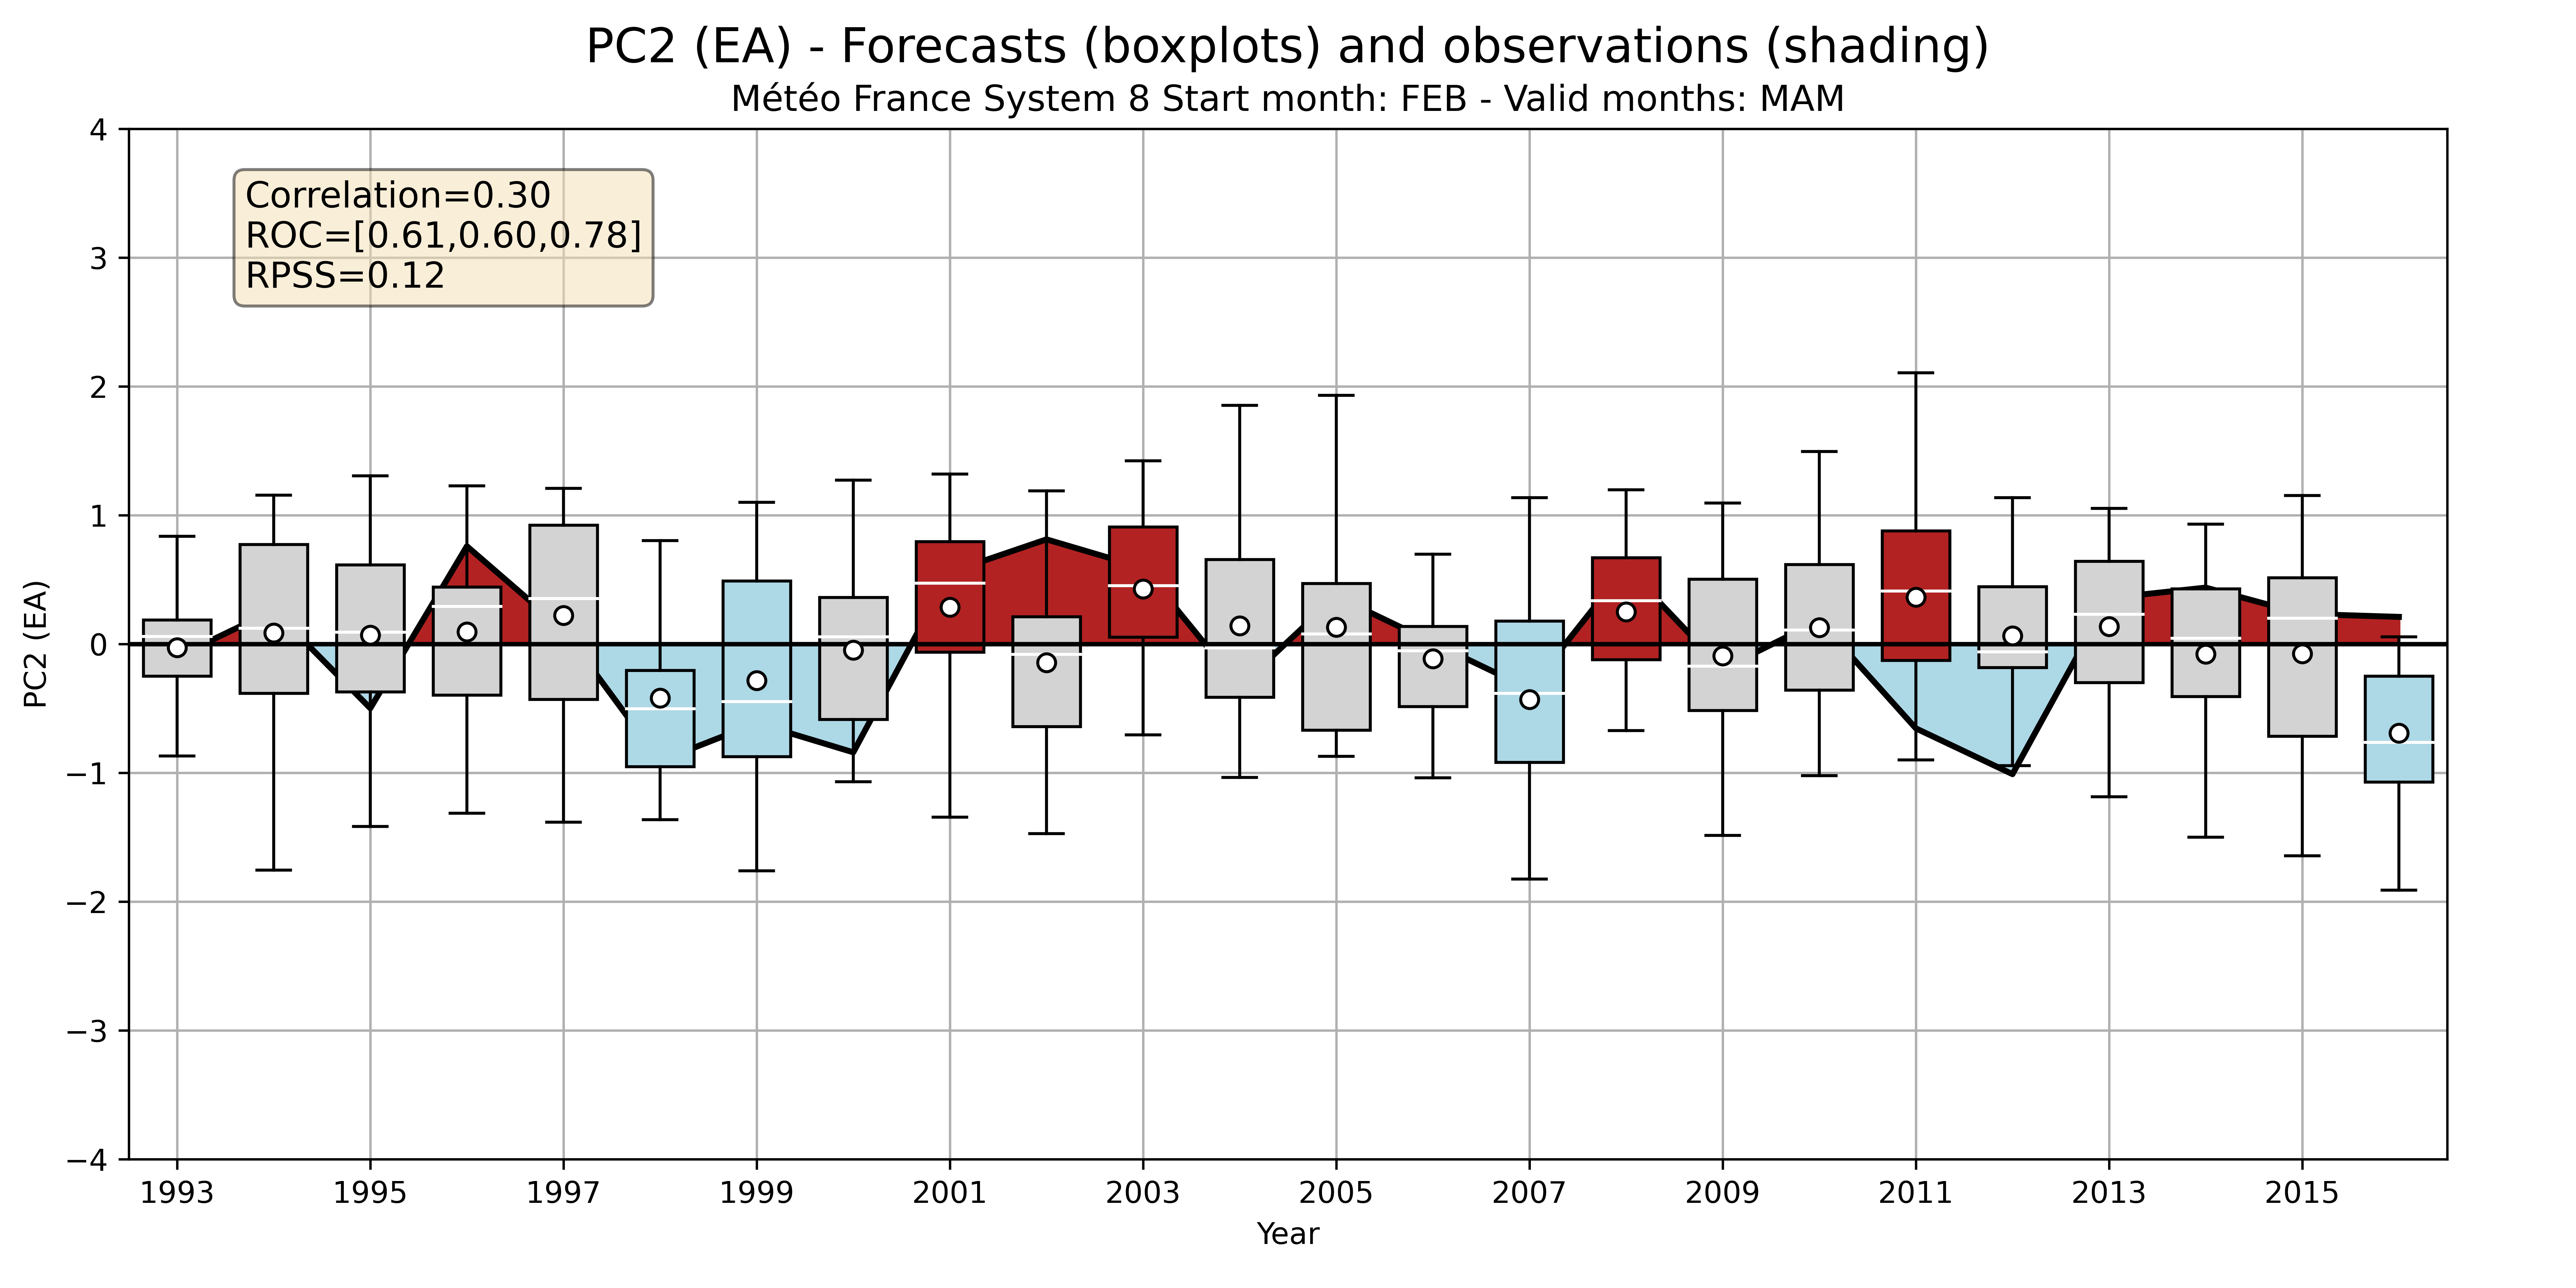 PC2 (EA) - Forecasts (boxplots) and observations (shading)
Météo France System 8 Start month: FEB - Valid months: MAM
Correlation=0.30
ROC=[0.61,0.60,0.78]
RPSS=0.12
PC2 (EA)
4
3
2
1
0
−1
−2
−3
−4
1993 1995 1997 1999 2001 2003 2005 2007 2009 2011 2013 2015
Year